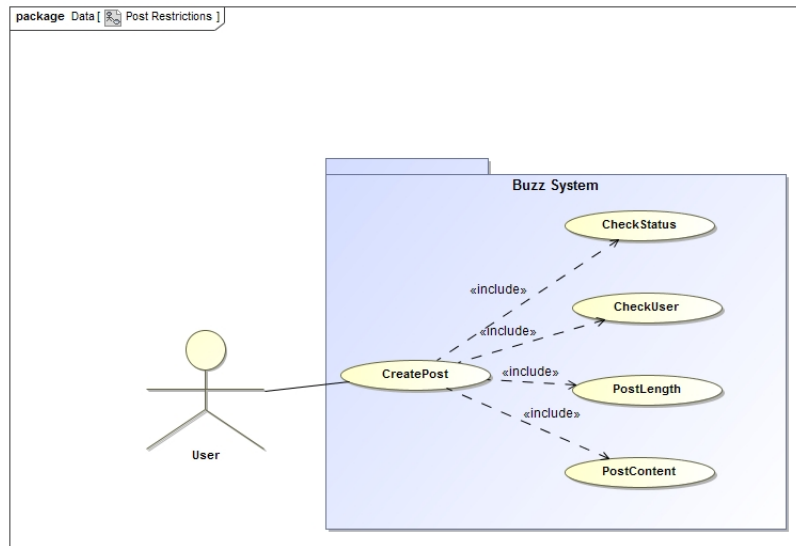 package Data [ Post Restrictions ]
Buzz System
CheckStatus
«include»
CheckUser
«include»
CreatePost
«include»
PostLength
«include»
User
PostContent